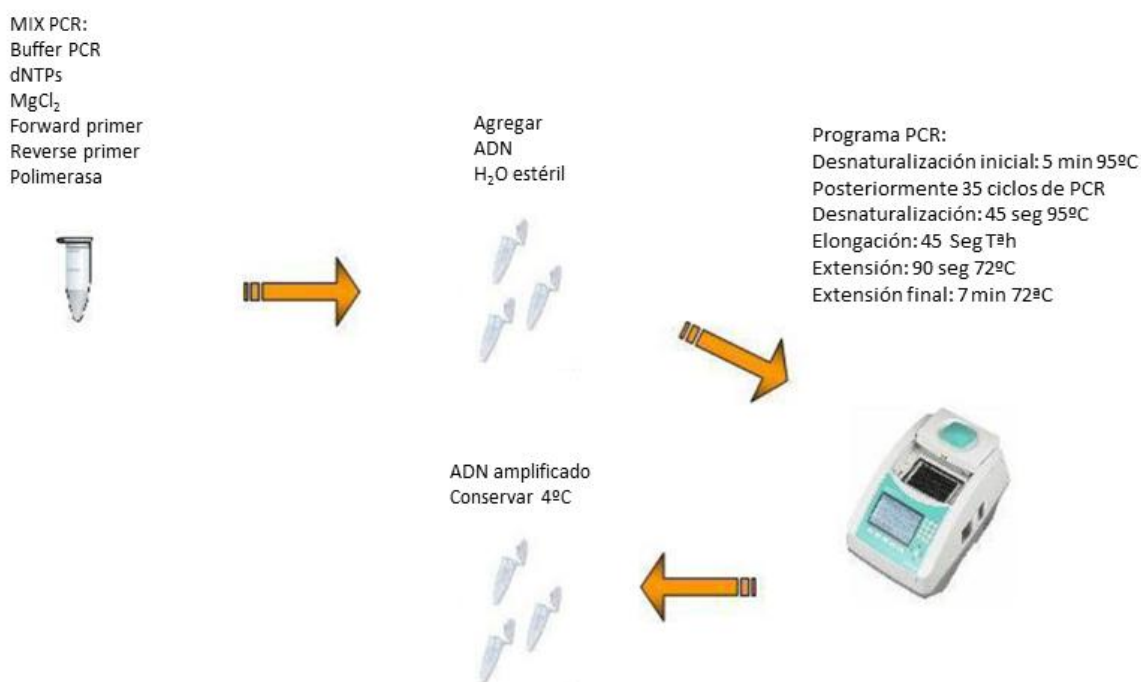 MIX PCR:
Buffer PCR
dNTPs
MgCl₂
Forward primer
Reverse primer
Polimerasa
Agregar
ADN
H₂O estéril
Programa PCR:
Desnaturalización inicial: 5 min 95ºC
Posteriormente 35 ciclos de PCR
Desnaturalización: 45 seg 95ºC
Elongación: 45 Seg Tªh
Extensión: 90 seg 72ºC
Extensión final: 7 min 72ªC
ADN amplificado
Conservar 4ºC